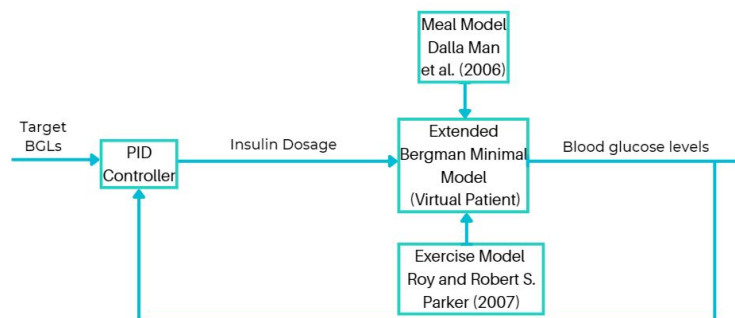 Meal Model
Dalla Man
et al. (2006)
Target
BGLs
PID
Controller
Insulin Dosage
Extended
Bergman Minimal
Model
(Virtual Patient)
Blood glucose levels
Exercise Model
Roy and Robert S.
Parker (2007)